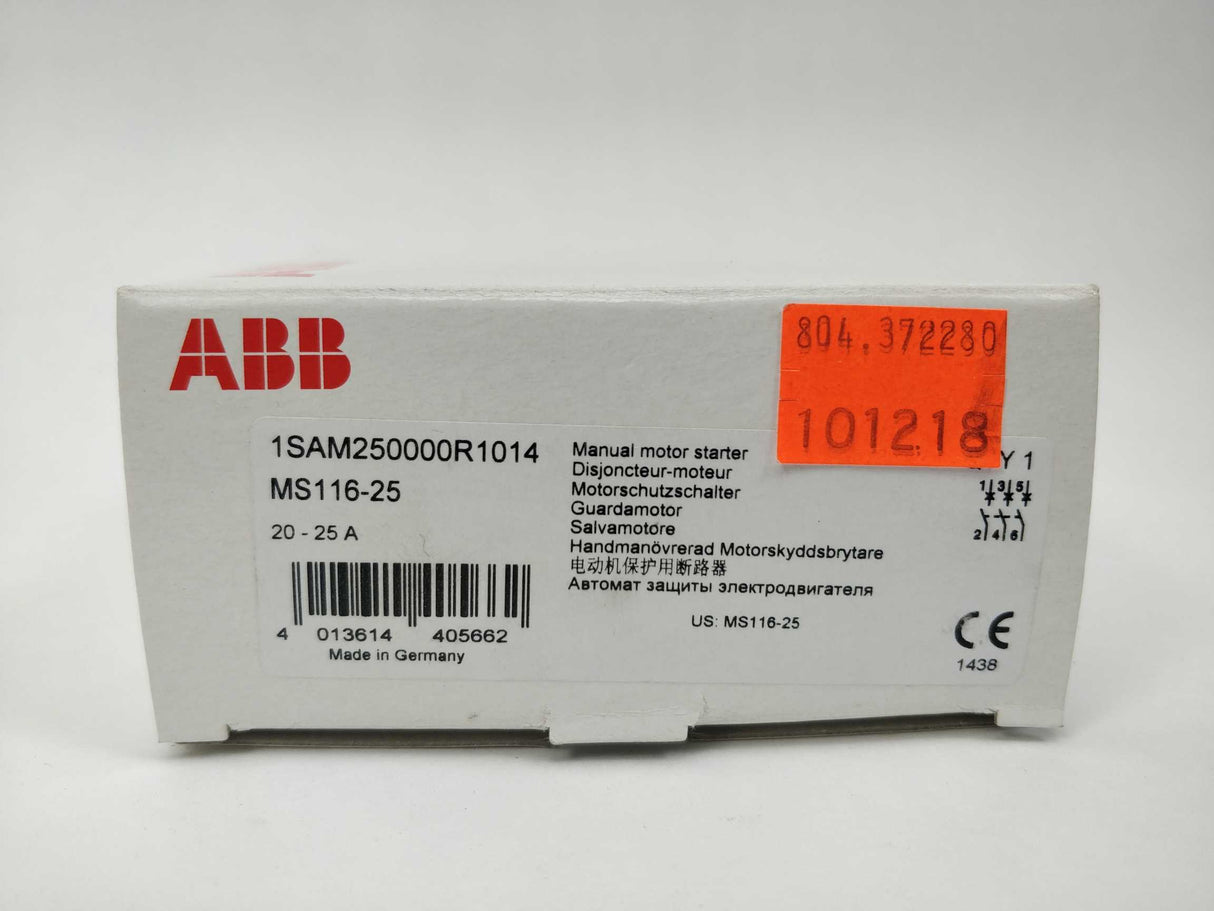 ABB
804.372280
101218
1SAM250000R1014
MS116-25
20 - 25 A
4 013614 405662
Made in Germany
Manual motor starter
Disjoncteur-moteur
Motorschutzschalter
Guardamotor
Salvamotore
Handmanövrerad Motorskyddsbrytare
电动机保护用断路器
Автомат защиты электродвигателя
US: MS116-25
Y 1
1 3 5
2 4 6
CE
1438